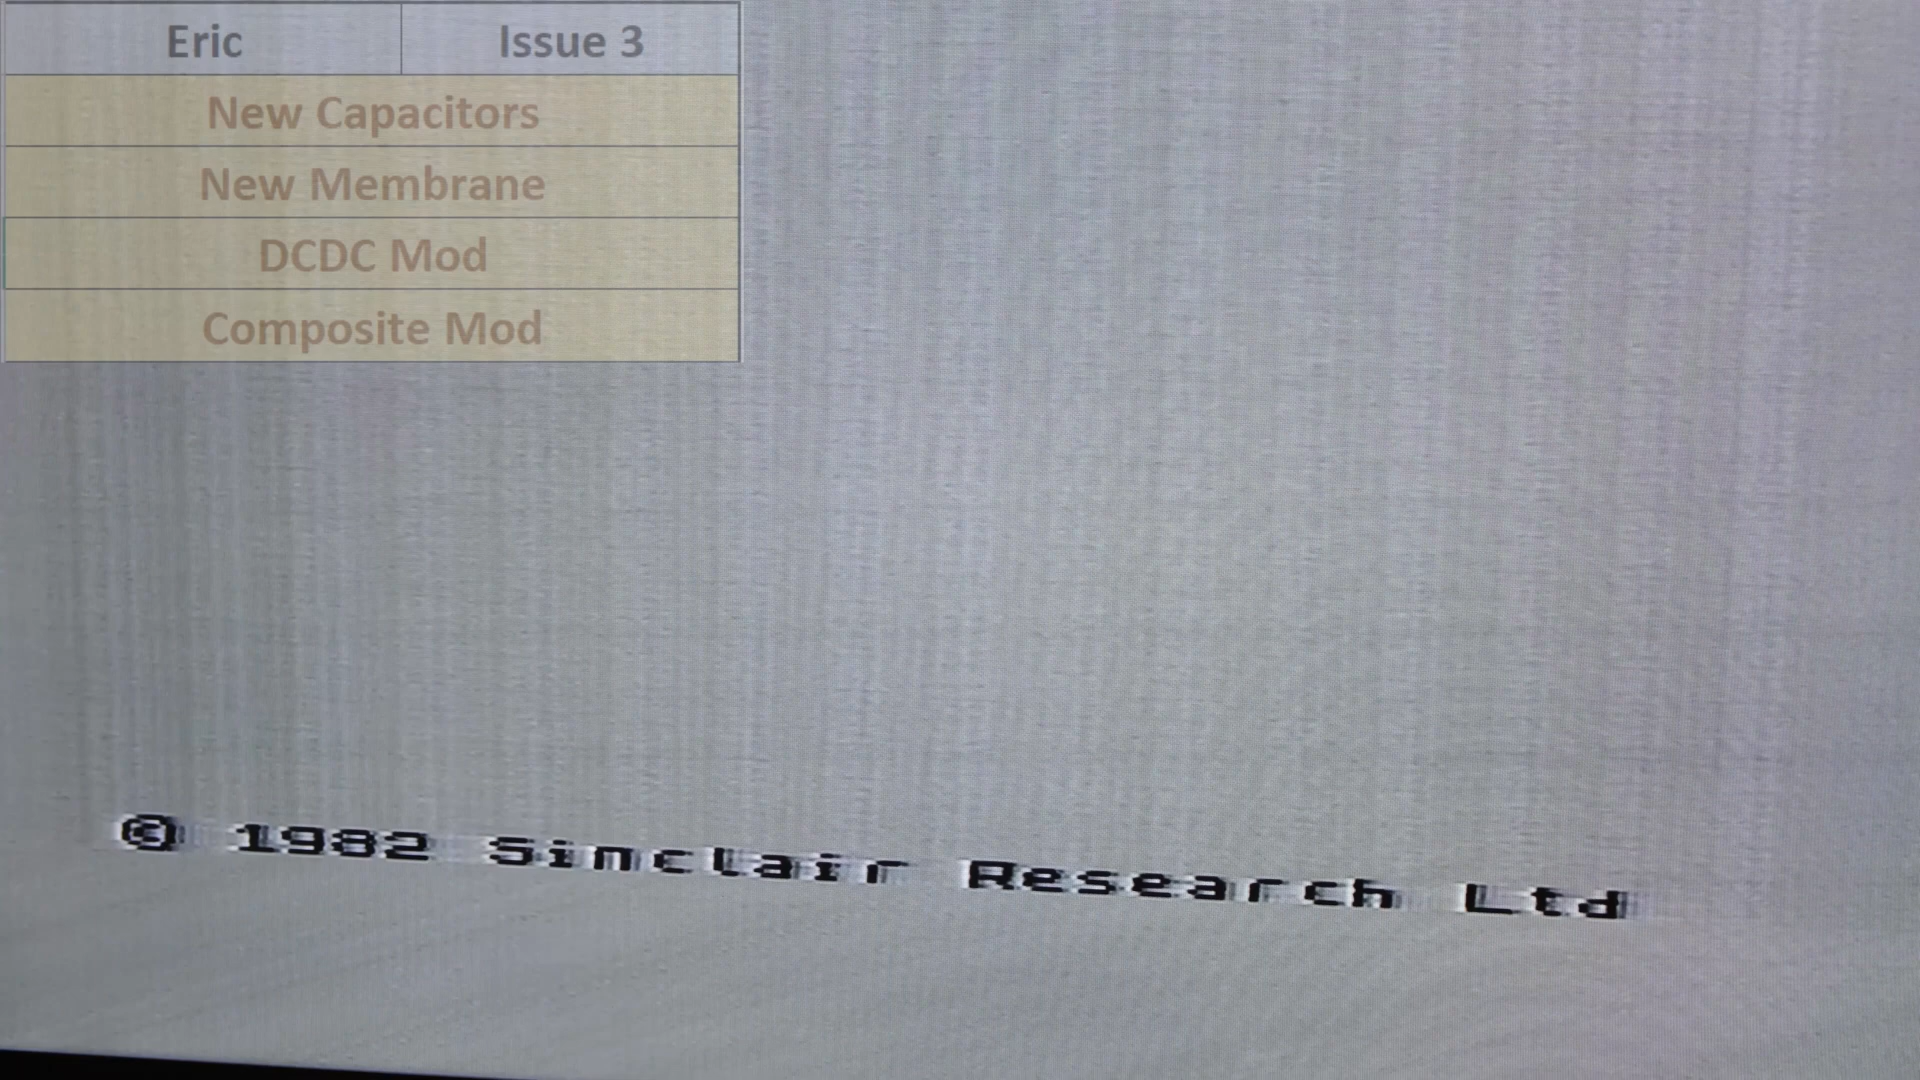 Eric Issue 3
New Capacitors
New Membrane
DCDC Mod
Composite Mod
© 1982 Sinclair Research Ltd